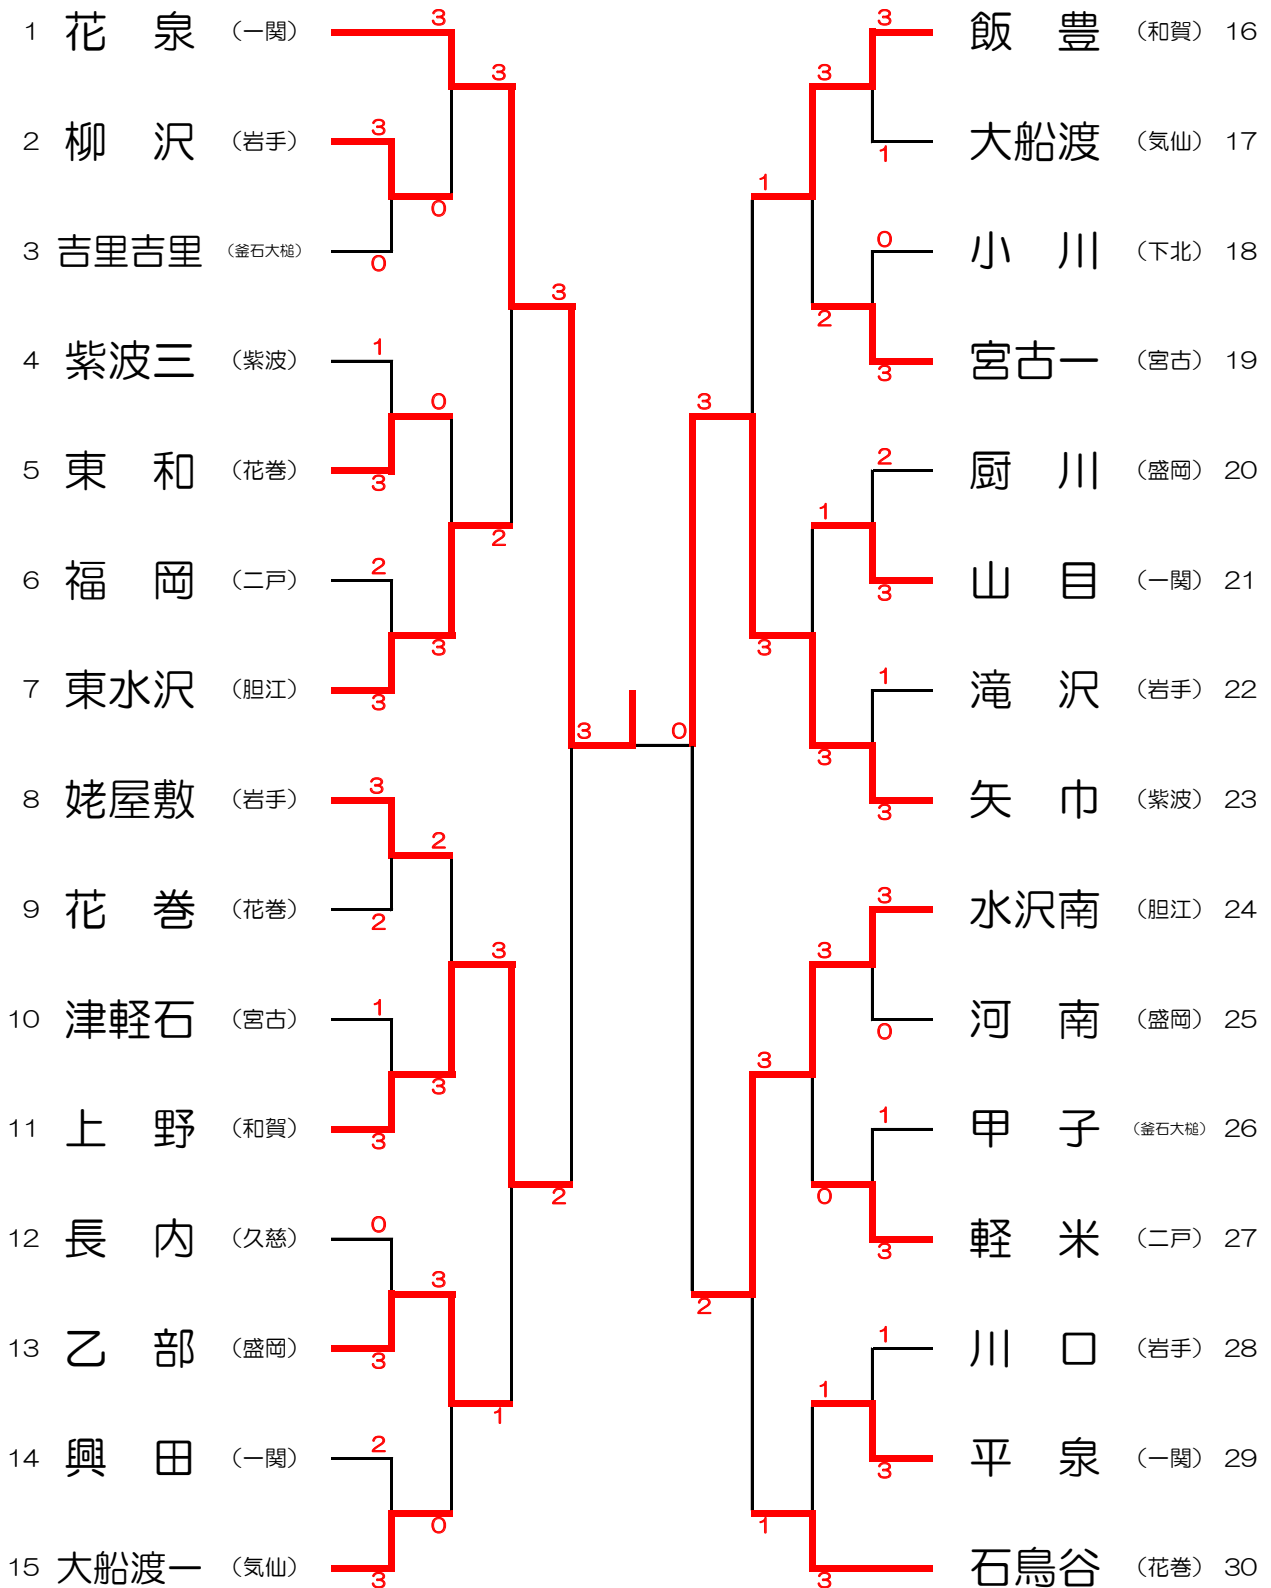 1 花 泉 （一関）
2 柳 沢 （岩手）
3 吉里吉里 （釜石大槌）
4 紫波三 （紫波）
5 東 和 （花巻）
6 福 岡 （二戸）
7 東水沢 （胆江）
8 姥屋敷 （岩手）
9 花 巻 （花巻）
10 津軽石 （宮古）
11 上 野 （和賀）
12 長 内 （久慈）
13 乙 部 （盛岡）
14 興 田 （一関）
15 大船渡一 （気仙）
3
3
0
0
1
3
2
3
3
2
1
3
0
3
2
3
0
0
3
2
3
3
0
3
2
3
1
3
2
3
0
3
2
1
3
3
1
3
1
3
2
1
3
0
1
3
1
0
3
2
3
1
3
3
0
1
3
1
3
3
飯 豊 （和賀） 16
大船渡 （気仙） 17
小 川 （下北） 18
宮古一 （宮古） 19
厨 川 （盛岡） 20
山 目 （一関） 21
滝 沢 （岩手） 22
矢 巾 （紫波） 23
水沢南 （胆江） 24
河 南 （盛岡） 25
甲 子 （釜石大槌） 26
軽 米 （二戸） 27
川 口 （岩手） 28
平 泉 （一関） 29
石鳥谷 （花巻） 30